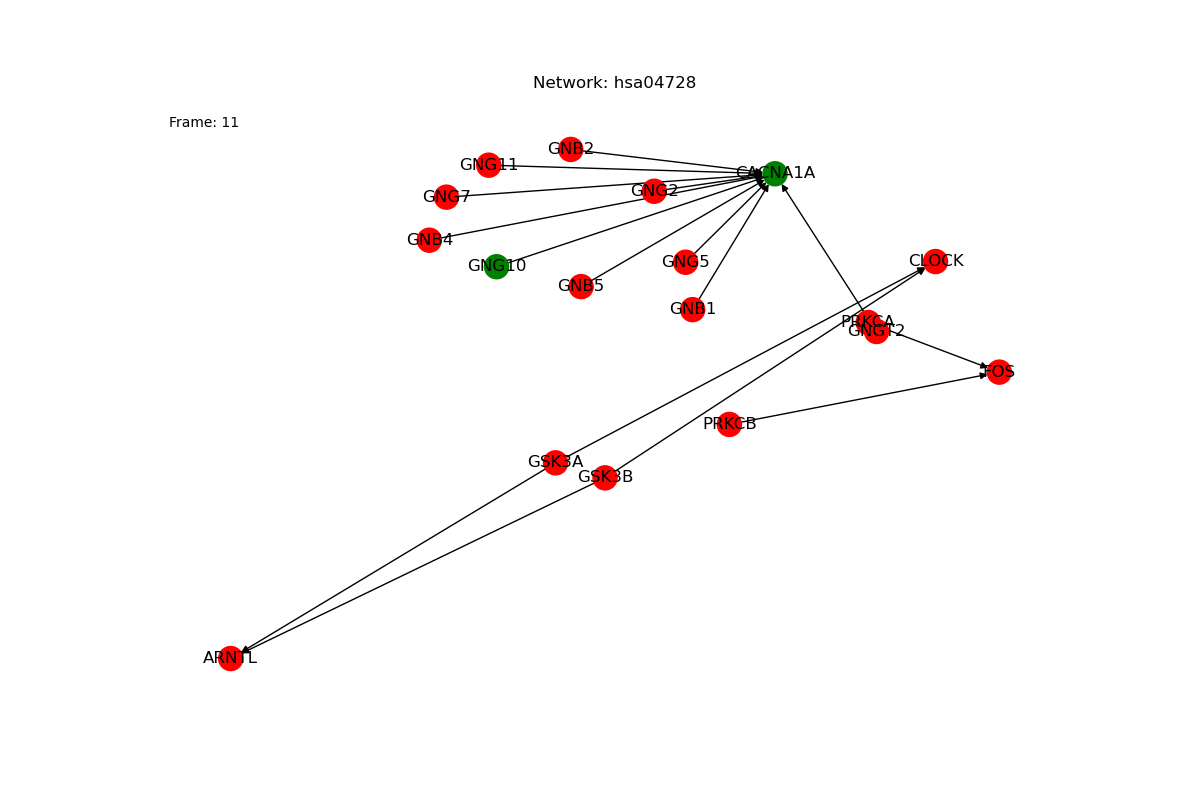 Network: hsa04728
Frame: 11
GNB2
GNG11
CACNA1A
GNG2
GNG7
GNB4
CLOCK
GNG5
GNG10
GNB5
GNB1
PRKCA
GNGT2
FOS
PRKCB
GSK3A
GSK3B
ARNTL